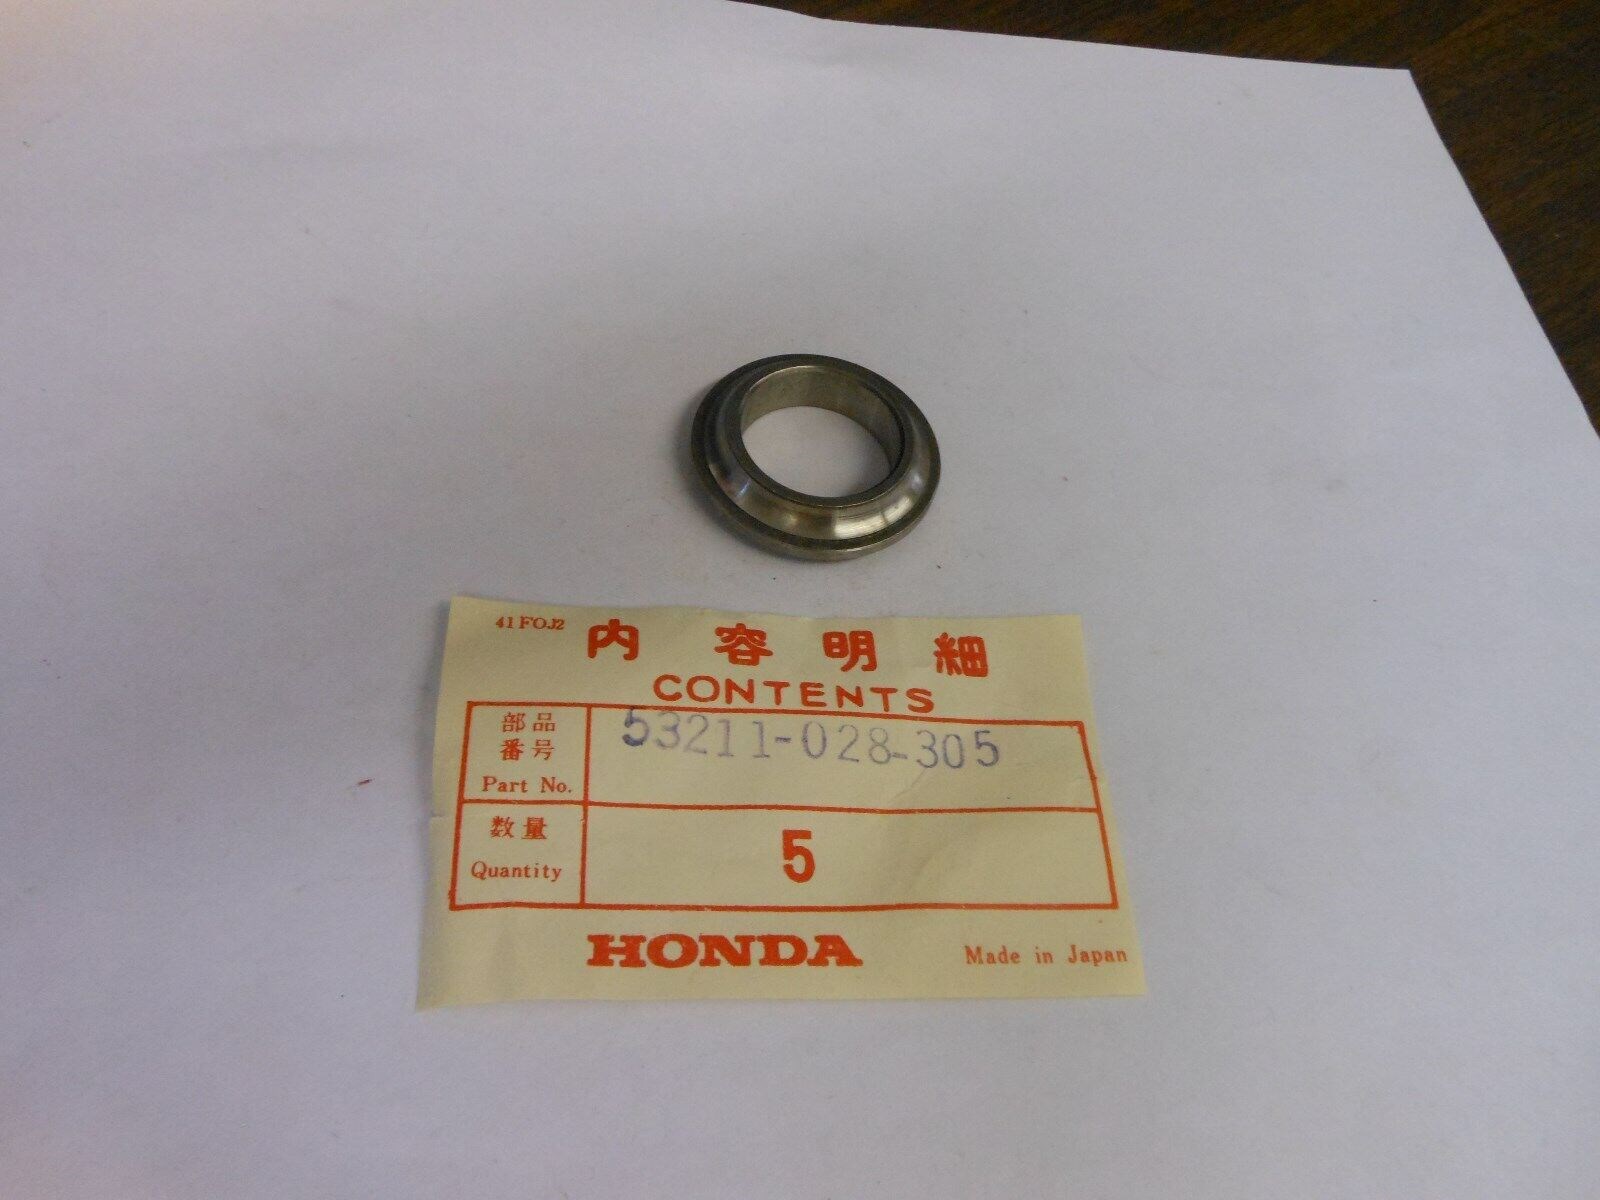 41FOJ2
内容明細
CONTENTS
部品
番号
Part No.
53211-028-305
数量
Quantity
5
HONDA
Made in Japan